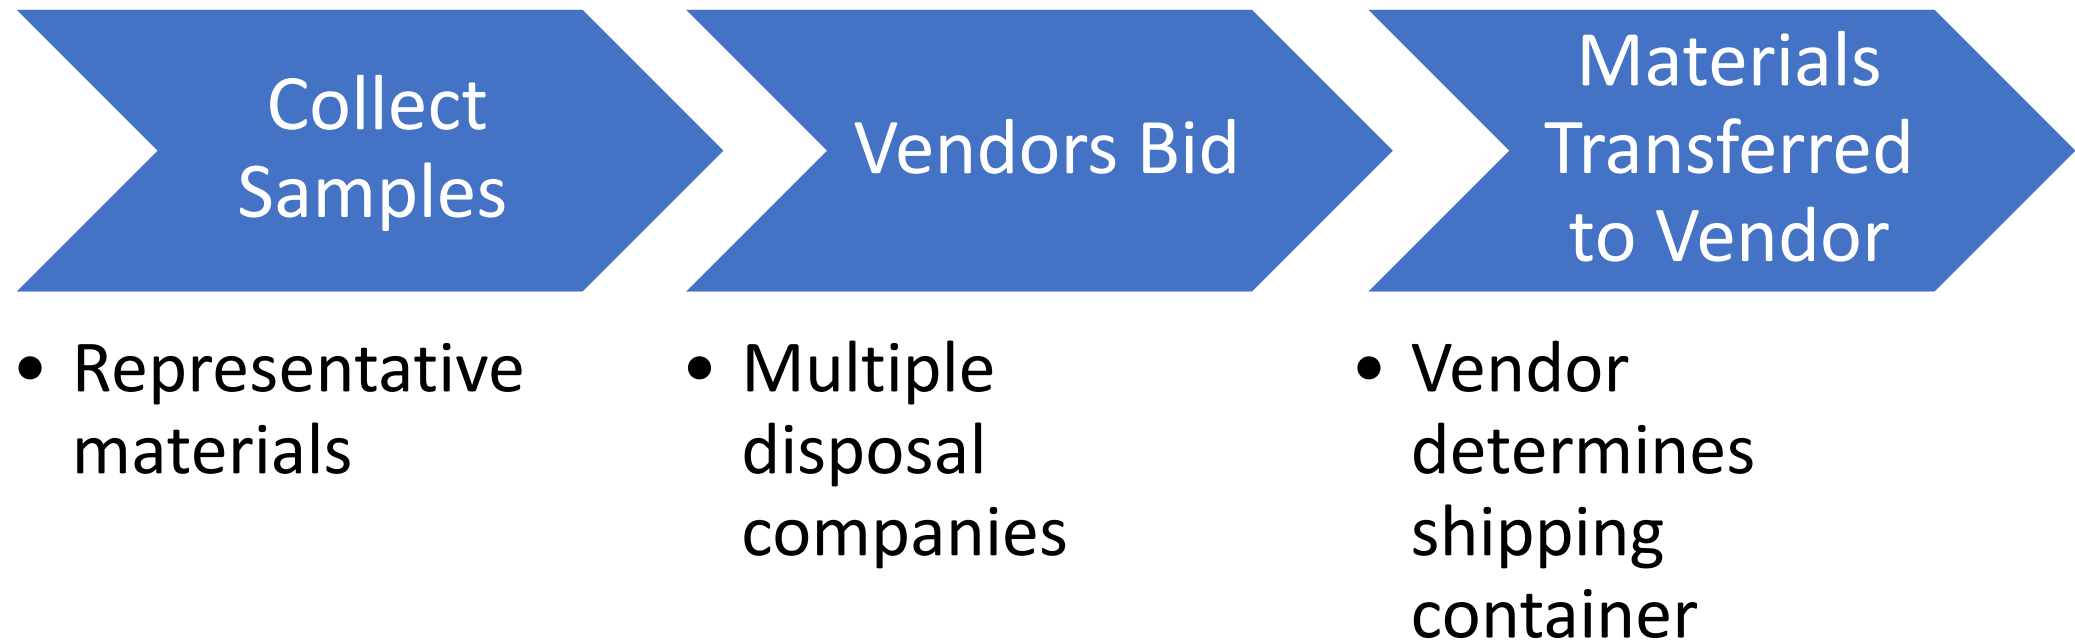 Collect
Samples
• Representative
materials
Vendors Bid
• Multiple
disposal
companies
Materials
Transferred
to Vendor
• Vendor
determines
shipping
container